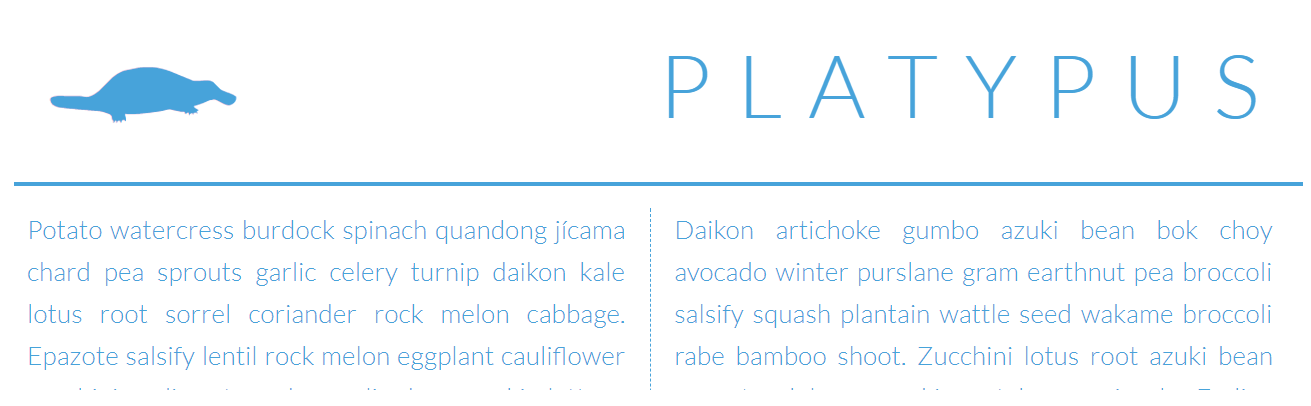 PLATYPUS
Potato watercress burdock spinach quandong jícama
chard pea sprouts garlic celery turnip daikon kale
lotus root sorrel coriander rock melon cabbage.
Epazote salsify lentil rock melon eggplant cauliflower
Daikon artichoke gumbo azuki bean bok choy
avocado winter purslane gram earthnut pea broccoli
salsify squash plantain wattle seed wakame broccoli
rabe bamboo shoot. Zucchini lotus root azuki bean